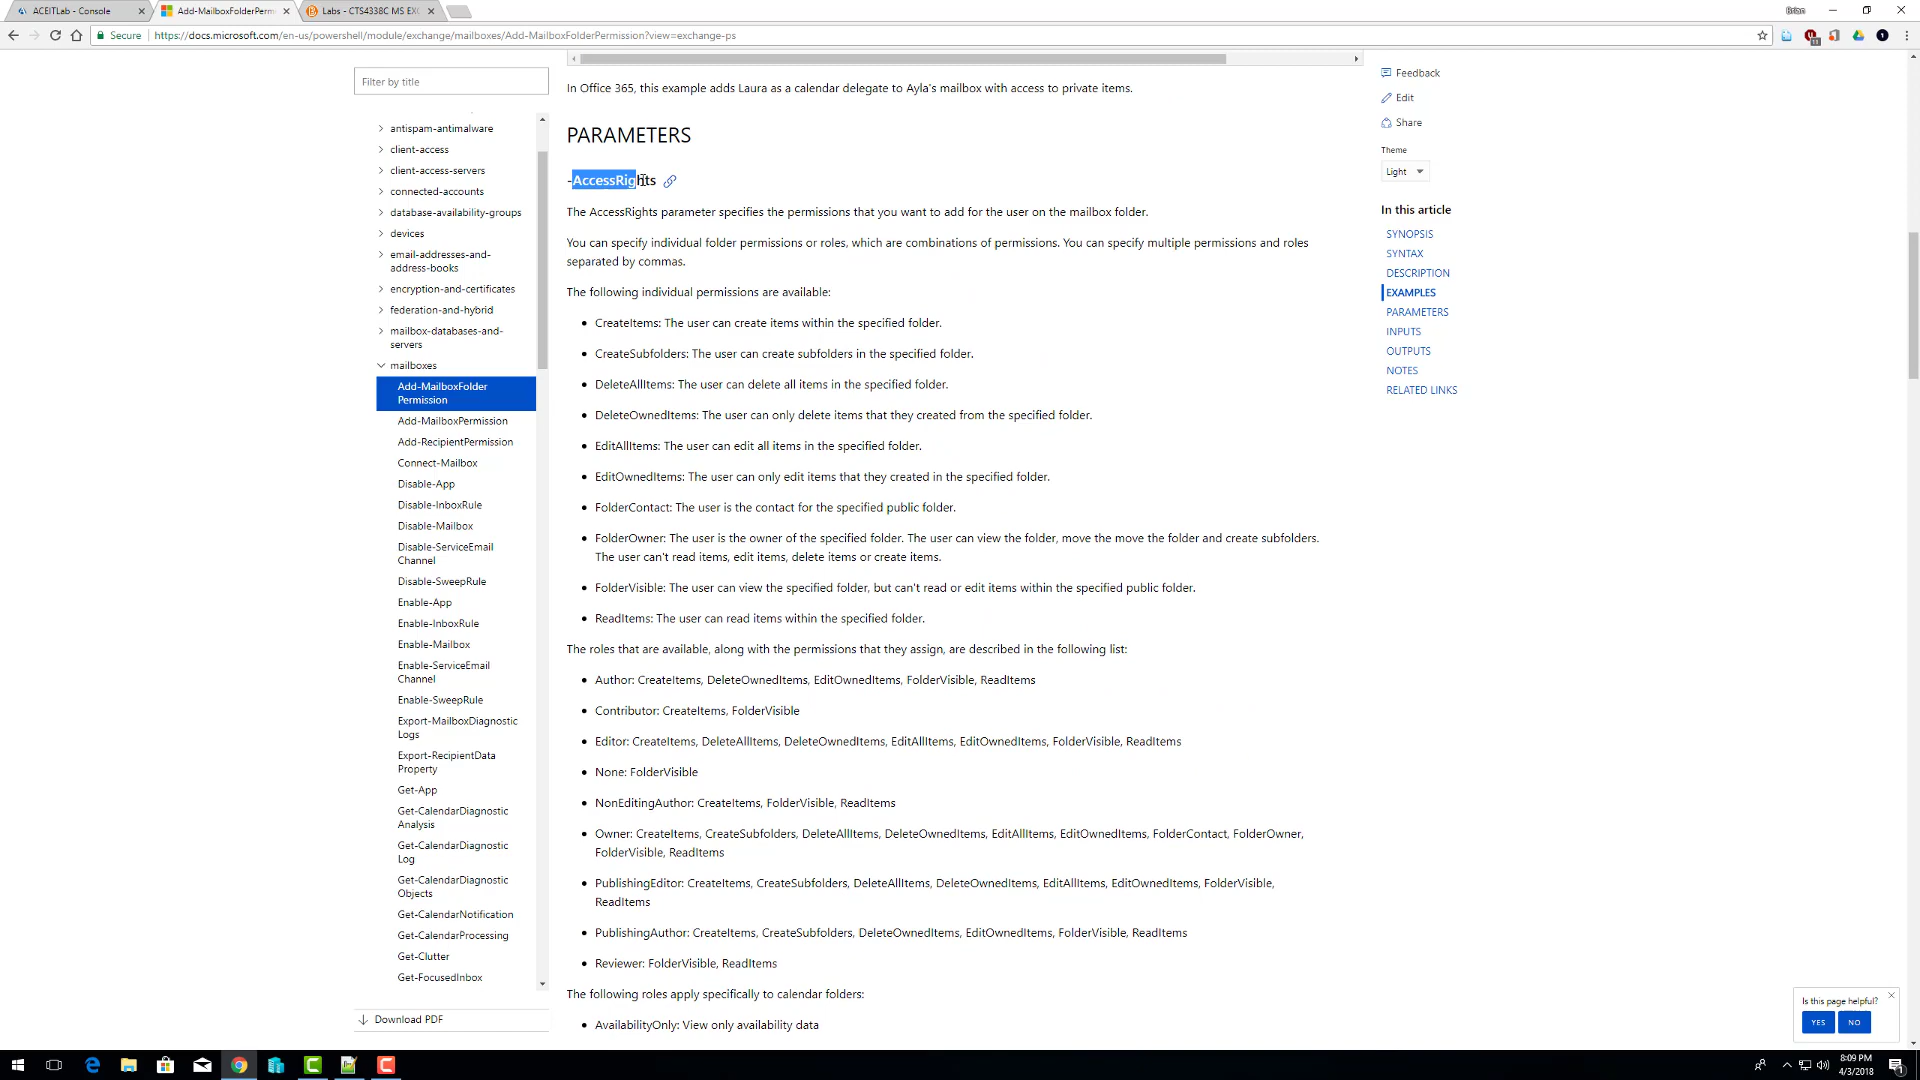 ACEITLab - Console
Add-MailboxFolderPerm
Labs - CTS4338C MS EXC
Brian
Secure
https://docs.microsoft.com/en-us/powershell/module/exchange/mailboxes/Add-MailboxFolderPermission?view=exchange-ps
Filter by title
antispam-antimalware
client-access
client-access-servers
connected-accounts
database-availability-groups
devices
email-addresses-and-
address-books
encryption-and-certificates
federation-and-hybrid
mailbox-databases-and-
servers
mailboxes
Add-MailboxFolder
Permission
Add-MailboxPermission
Add-RecipientPermission
Connect-Mailbox
Disable-App
Disable-InboxRule
Disable-Mailbox
Disable-ServiceEmail
Channel
Disable-SweepRule
Enable-App
Enable-InboxRule
Enable-Mailbox
Enable-ServiceEmail
Channel
Enable-SweepRule
Export-MailboxDiagnostic
Logs
Export-RecipientData
Property
Get-App
Get-CalendarDiagnostic
Analysis
Get-CalendarDiagnostic
Log
Get-CalendarDiagnostic
Objects
Get-CalendarNotification
Get-CalendarProcessing
Get-Clutter
Get-FocusedInbox
Download PDF
In Office 365, this example adds Laura as a calendar delegate to Ayla's mailbox with access to private items.
PARAMETERS
-AccessRights
The AccessRights parameter specifies the permissions that you want to add for the user on the mailbox folder.
You can specify individual folder permissions or roles, which are combinations of permissions. You can specify multiple permissions and roles
separated by commas.
The following individual permissions are available:
CreateItems: The user can create items within the specified folder.
CreateSubfolders: The user can create subfolders in the specified folder.
DeleteAllItems: The user can delete all items in the specified folder.
DeleteOwnedItems: The user can only delete items that they created from the specified folder.
EditAllItems: The user can edit all items in the specified folder.
EditOwnedItems: The user can only edit items that they created in the specified folder.
FolderContact: The user is the contact for the specified public folder.
FolderOwner: The user is the owner of the specified folder. The user can view the folder, move the move the folder and create subfolders.
The user can't read items, edit items, delete items or create items.
FolderVisible: The user can view the specified folder, but can't read or edit items within the specified public folder.
ReadItems: The user can read items within the specified folder.
The roles that are available, along with the permissions that they assign, are described in the following list:
Author: CreateItems, DeleteOwnedItems, EditOwnedItems, FolderVisible, ReadItems
Contributor: CreateItems, FolderVisible
Editor: CreateItems, DeleteAllItems, DeleteOwnedItems, EditAllItems, EditOwnedItems, FolderVisible, ReadItems
None: FolderVisible
NonEditingAuthor: CreateItems, FolderVisible, ReadItems
Owner: CreateItems, CreateSubfolders, DeleteAllItems, DeleteOwnedItems, EditAllItems, EditOwnedItems, FolderContact, FolderOwner,
FolderVisible, ReadItems
PublishingEditor: CreateItems, CreateSubfolders, DeleteAllItems, DeleteOwnedItems, EditAllItems, EditOwnedItems, FolderVisible,
ReadItems
PublishingAuthor: CreateItems, CreateSubfolders, DeleteOwnedItems, EditOwnedItems, FolderVisible, ReadItems
Reviewer: FolderVisible, ReadItems
The following roles apply specifically to calendar folders:
AvailabilityOnly: View only availability data
Feedback
Edit
Share
Theme
Light
In this article
SYNOPSIS
SYNTAX
DESCRIPTION
EXAMPLES
PARAMETERS
INPUTS
OUTPUTS
NOTES
RELATED LINKS
Is this page helpful?
YES NO
8:09 PM
4/3/2018